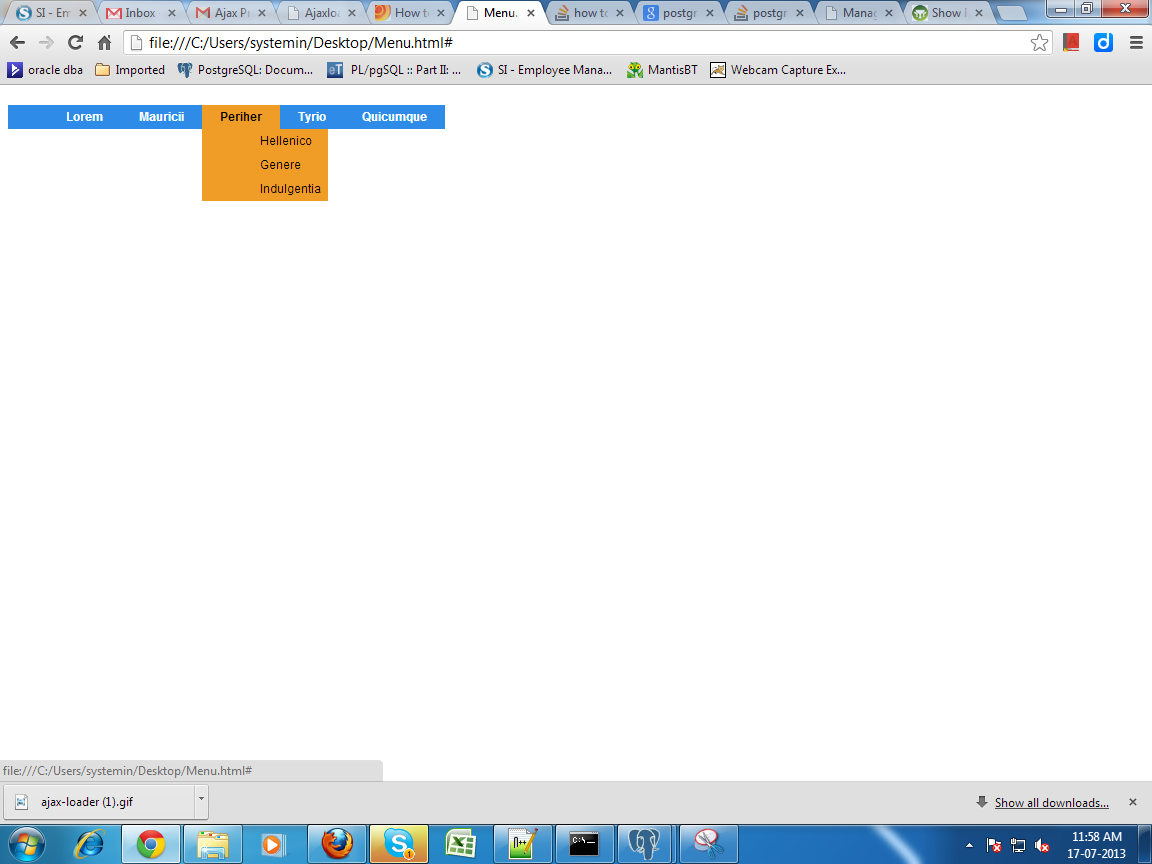 SI - Em Inbox Ajax P Ajaxloa How to Menu. how to postgr postgr Manag Show
file:///C:/Users/systemin/Desktop/Menu.html#
oracle dba Imported PostgreSQL: Docum... PL/pgSQL :: Part II: ... SI - Employee Mana... MantisBT Webcam Capture Ex...
Lorem Mauricii Periher Tyrio Quicumque
Hellenico
Genere
Indulgentia
file:///C:/Users/systemin/Desktop/Menu.html#
ajax-loader (1).gif Show all downloads...
11:58 AM
17-07-2013